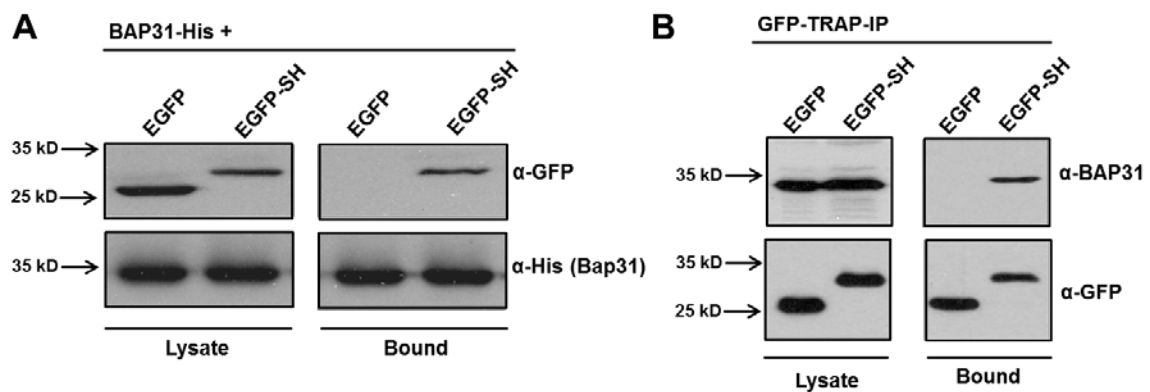 A
BAP31-His +
EGFP
EGFP-SH
EGFP
EGFP-SH
35 kD
25 kD
α-GFP
35 kD
α-His (Bap31)
Lysate
Bound
B
GFP-TRAP-IP
EGFP
EGFP-SH
EGFP
EGFP-SH
35 kD
α-BAP31
35 kD
25 kD
α-GFP
Lysate
Bound